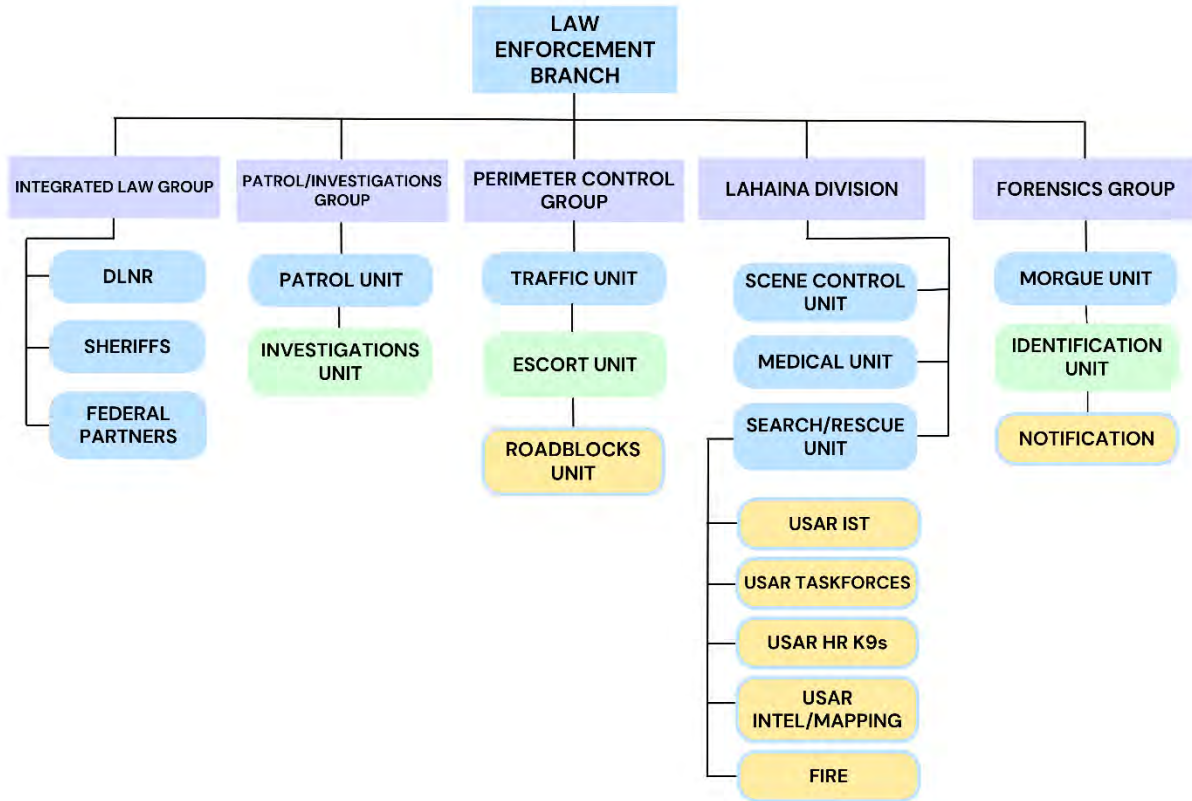 LAW
ENFORCEMENT
BRANCH
INTEGRATED LAW GROUP
PATROL/INVESTIGATIONS
GROUP
PERIMETER CONTROL
GROUP
LAHAINA DIVISION
FORENSICS GROUP
DLNR
SHERIFFS
FEDERAL
PARTNERS
PATROL UNIT
INVESTIGATIONS
UNIT
TRAFFIC UNIT
ESCORT UNIT
ROADBLOCKS
UNIT
SCENE CONTROL
UNIT
MEDICAL UNIT
SEARCH/RESCUE
UNIT
USAR IST
USAR TASKFORCES
USAR HR K9s
USAR
INTEL/MAPPING
FIRE
MORGUE UNIT
IDENTIFICATION
UNIT
NOTIFICATION